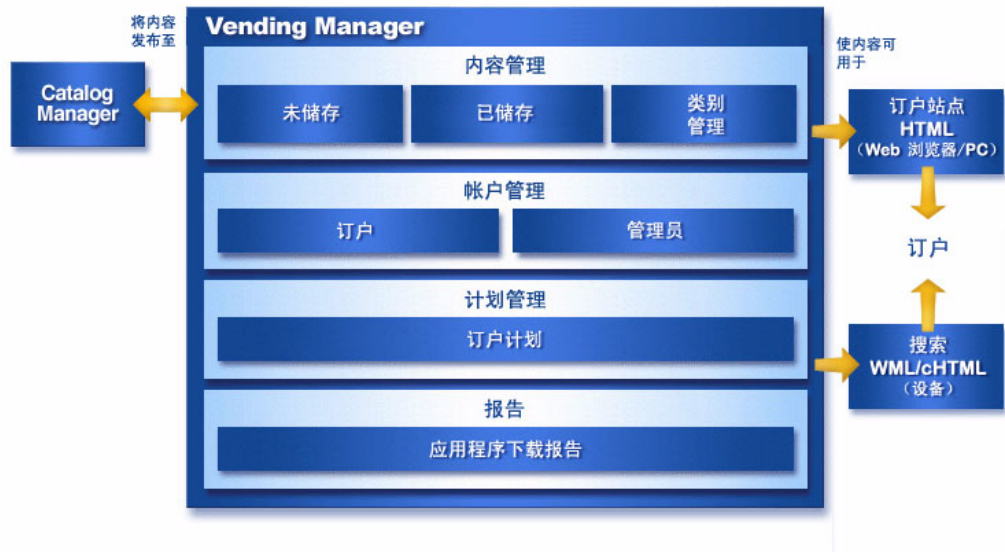 将内容
发布至
Catalog
Manager
Vending Manager
内容管理
未储存
已储存
类别
管理
帐户管理
订户
管理员
计划管理
订户计划
报告
应用程序下载报告
使内容可
用于
订户站点
HTML
（Web 浏览器/PC）
订户
搜索
WML/cHTML
（设备）